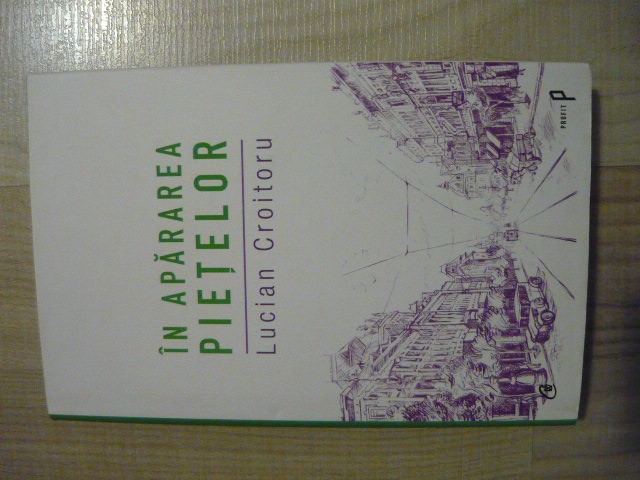 ÎN APĂRAREA
PIEȚELOR
Lucian Croitoru
PROFIT